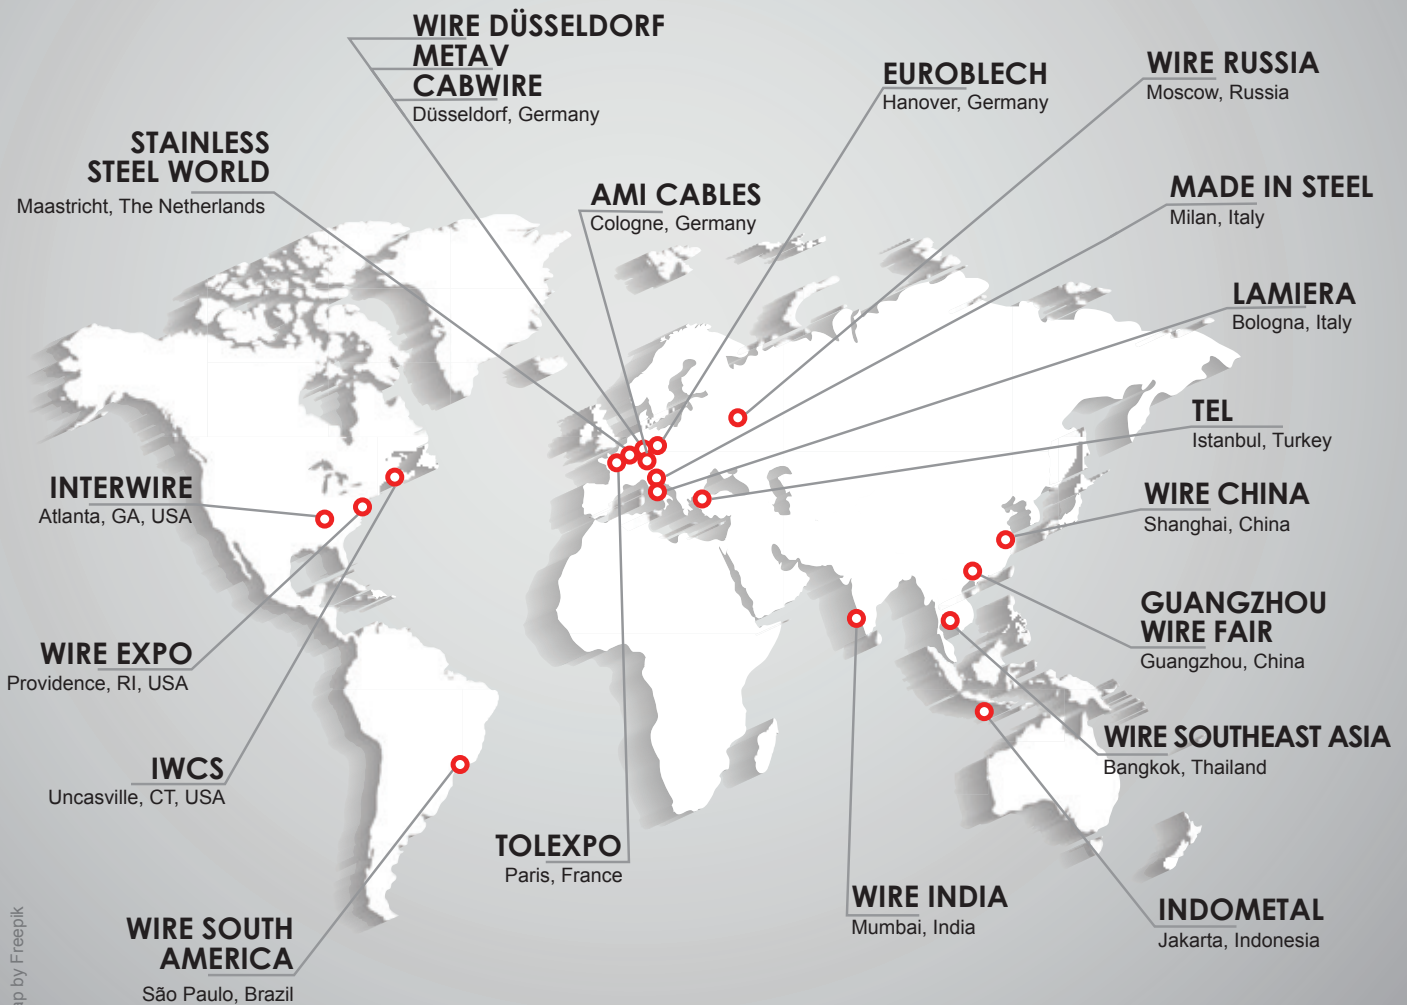 WIRE DÜSSELDORF
METAV
CABWIRE
Düsseldorf, Germany
EUROBLECH
Hanover, Germany
WIRE RUSSIA
Moscow, Russia
STAINLESS
STEEL WORLD
Maastricht, The Netherlands
AMI CABLES
Cologne, Germany
MADE IN STEEL
Milan, Italy
LAMIERA
Bologna, Italy
TEL
Istanbul, Turkey
INTERWIRE
Atlanta, GA, USA
WIRE CHINA
Shanghai, China
GUANGZHOU
WIRE FAIR
Guangzhou, China
WIRE EXPO
Providence, RI, USA
WIRE SOUTHEAST ASIA
Bangkok, Thailand
IWCS
Uncasville, CT, USA
TOLEXPO
Paris, France
WIRE INDIA
Mumbai, India
INDOMETAL
Jakarta, Indonesia
WIRE SOUTH
AMERICA
São Paulo, Brazil
by Freepik